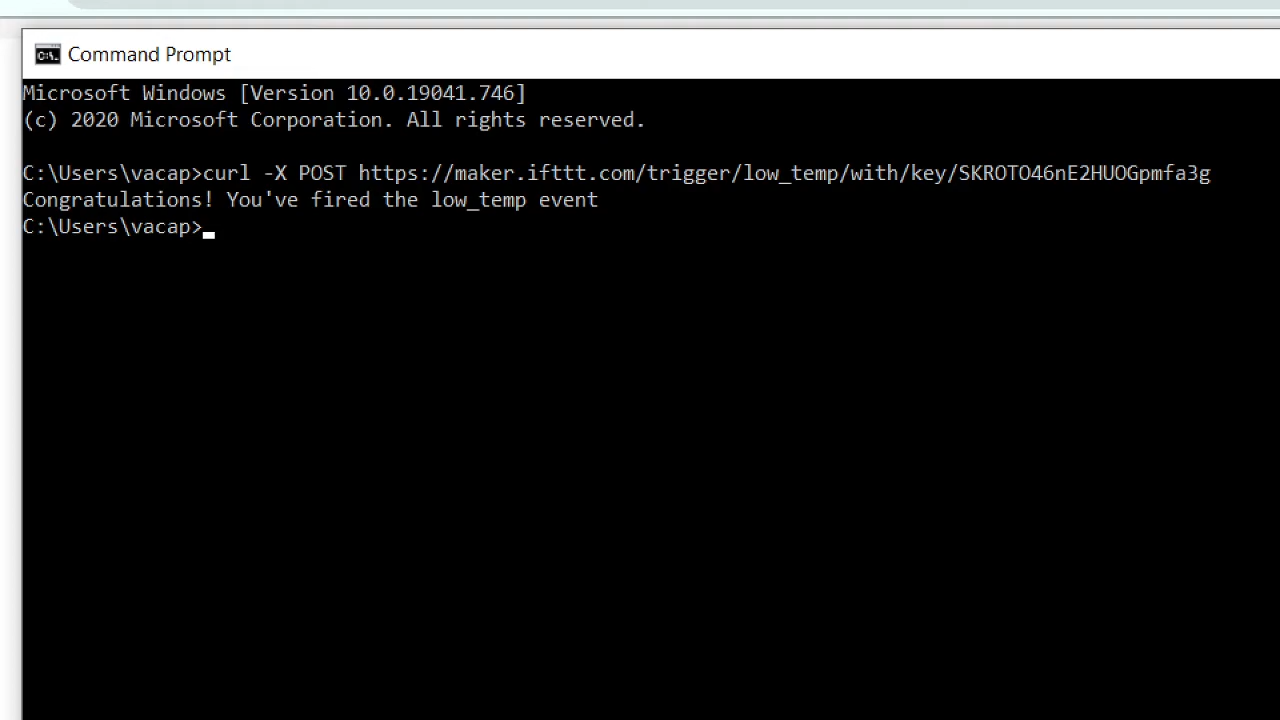 Command Prompt
Microsoft Windows [Version 10.0.19041.746]
(c) 2020 Microsoft Corporation. All rights reserved.
C:\Users\vacap>curl -X POST https://maker.ifttt.com/trigger/low_temp/with/key/SKROTO46nE2HUOGpmfa3g
Congratulations! You've fired the low_temp event
C:\Users\vacap>